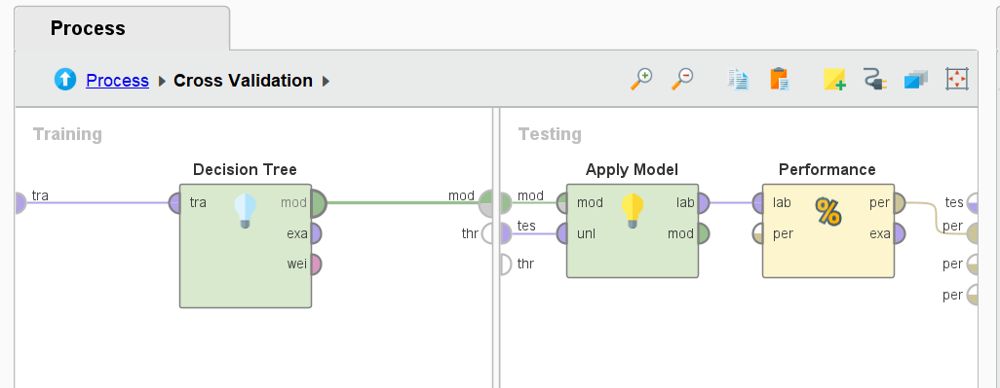 Process
Process Cross Validation
Training
Testing
Decision Tree
Apply Model
Performance
tra
tra
mod
mod
mod
mod
lab
lab
per
tes
exa
thr
tes
unl
mod
per
exa
per
wei
thr
per
per